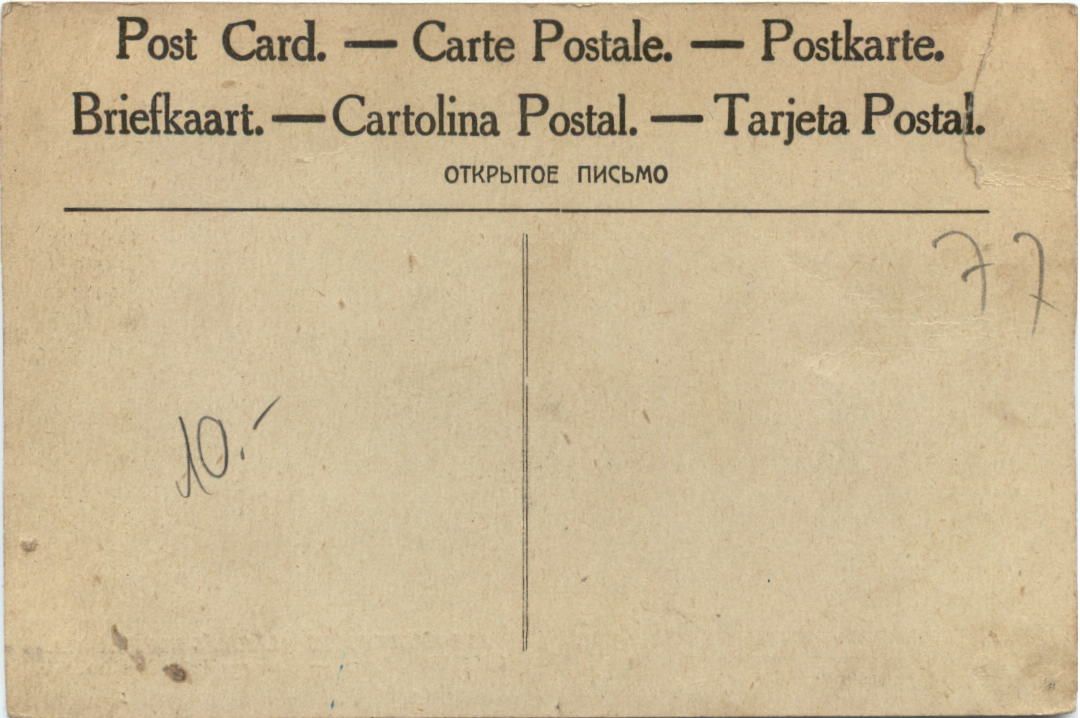 Post Card. — Carte Postale. — Postkarte.
Briefkaart. — Cartolina Postal. — Tarjeta Postal.
ОТКРЫТОЕ ПИСЬМО
77
10.-